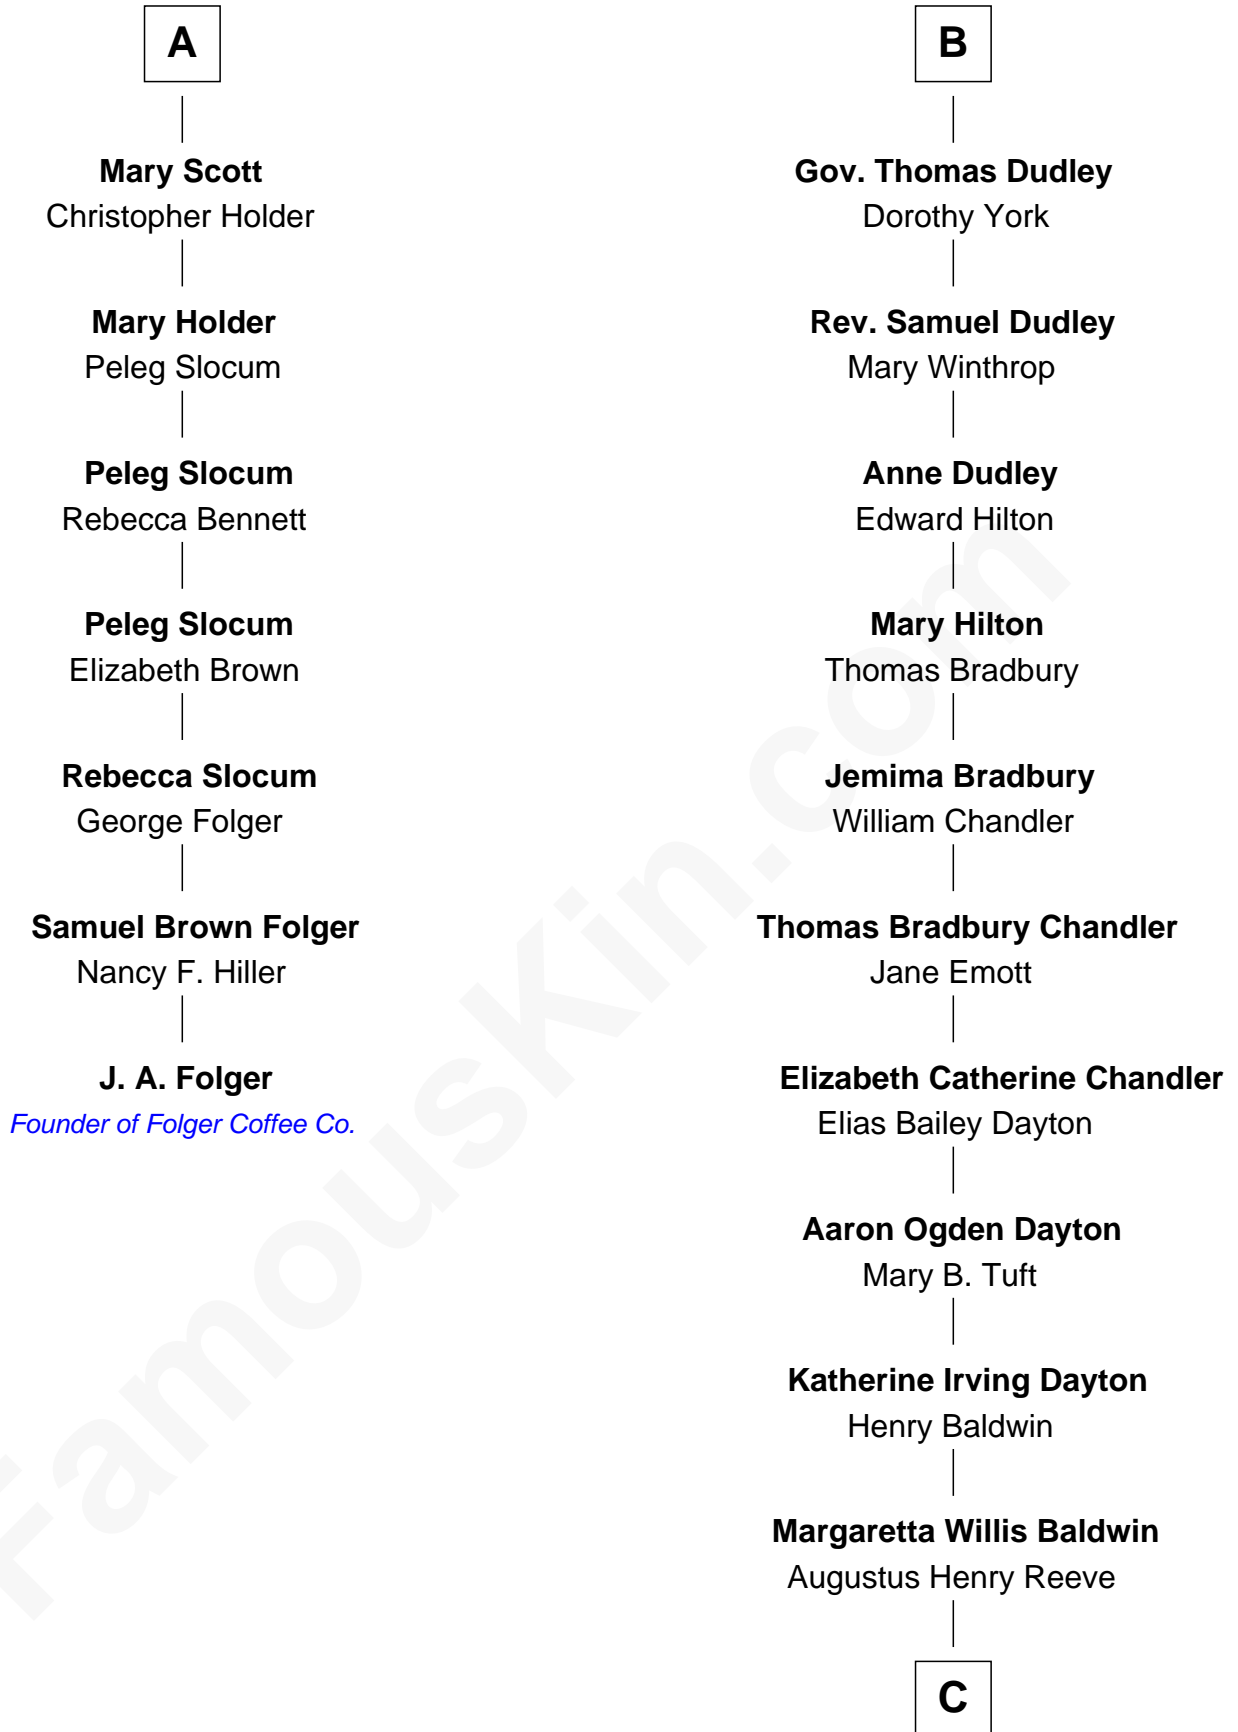 A
Mary Scott
Christopher Holder
Mary Holder
Peleg Slocum
Peleg Slocum
Rebecca Bennett
Peleg Slocum
Elizabeth Brown
Rebecca Slocum
George Folger
Samuel Brown Folger
Nancy F. Hiller
J. A. Folger
Founder of Folger Coffee Co.
B
Gov. Thomas Dudley
Dorothy York
Rev. Samuel Dudley
Mary Winthrop
Anne Dudley
Edward Hilton
Mary Hilton
Thomas Bradbury
Jemima Bradbury
William Chandler
Thomas Bradbury Chandler
Jane Emott
Elizabeth Catherine Chandler
Elias Bailey Dayton
Aaron Ogden Dayton
Mary B. Tuft
Katherine Irving Dayton
Henry Baldwin
Margaretta Willis Baldwin
Augustus Henry Reeve
C
FamousKin.com